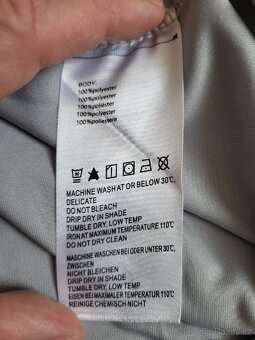 BODY:
100%polyester
100%polyester
100%poliéster
100%polyester
100%poliestere
MACHINE WASH AT OR BELOW 30℃,
DELICATE
DO NOT BLEACH
DRIP DRY IN SHADE
TUMBLE DRY, LOW TEMP
IRON AT MAXIMUM TEMPERATURE 110℃
DO NOT DRY CLEAN
MASCHINE WASCHEN BEI ODER UNTER 30℃,
ZWISCHEN
NICHT BLEICHEN
DRIP DRY IN SHADE
TUMBLE DRY, LOW TEMP
EISEN BEI MAXIMALER TEMPERATUR 110℃
REINIGE CHEMISCH NICHT